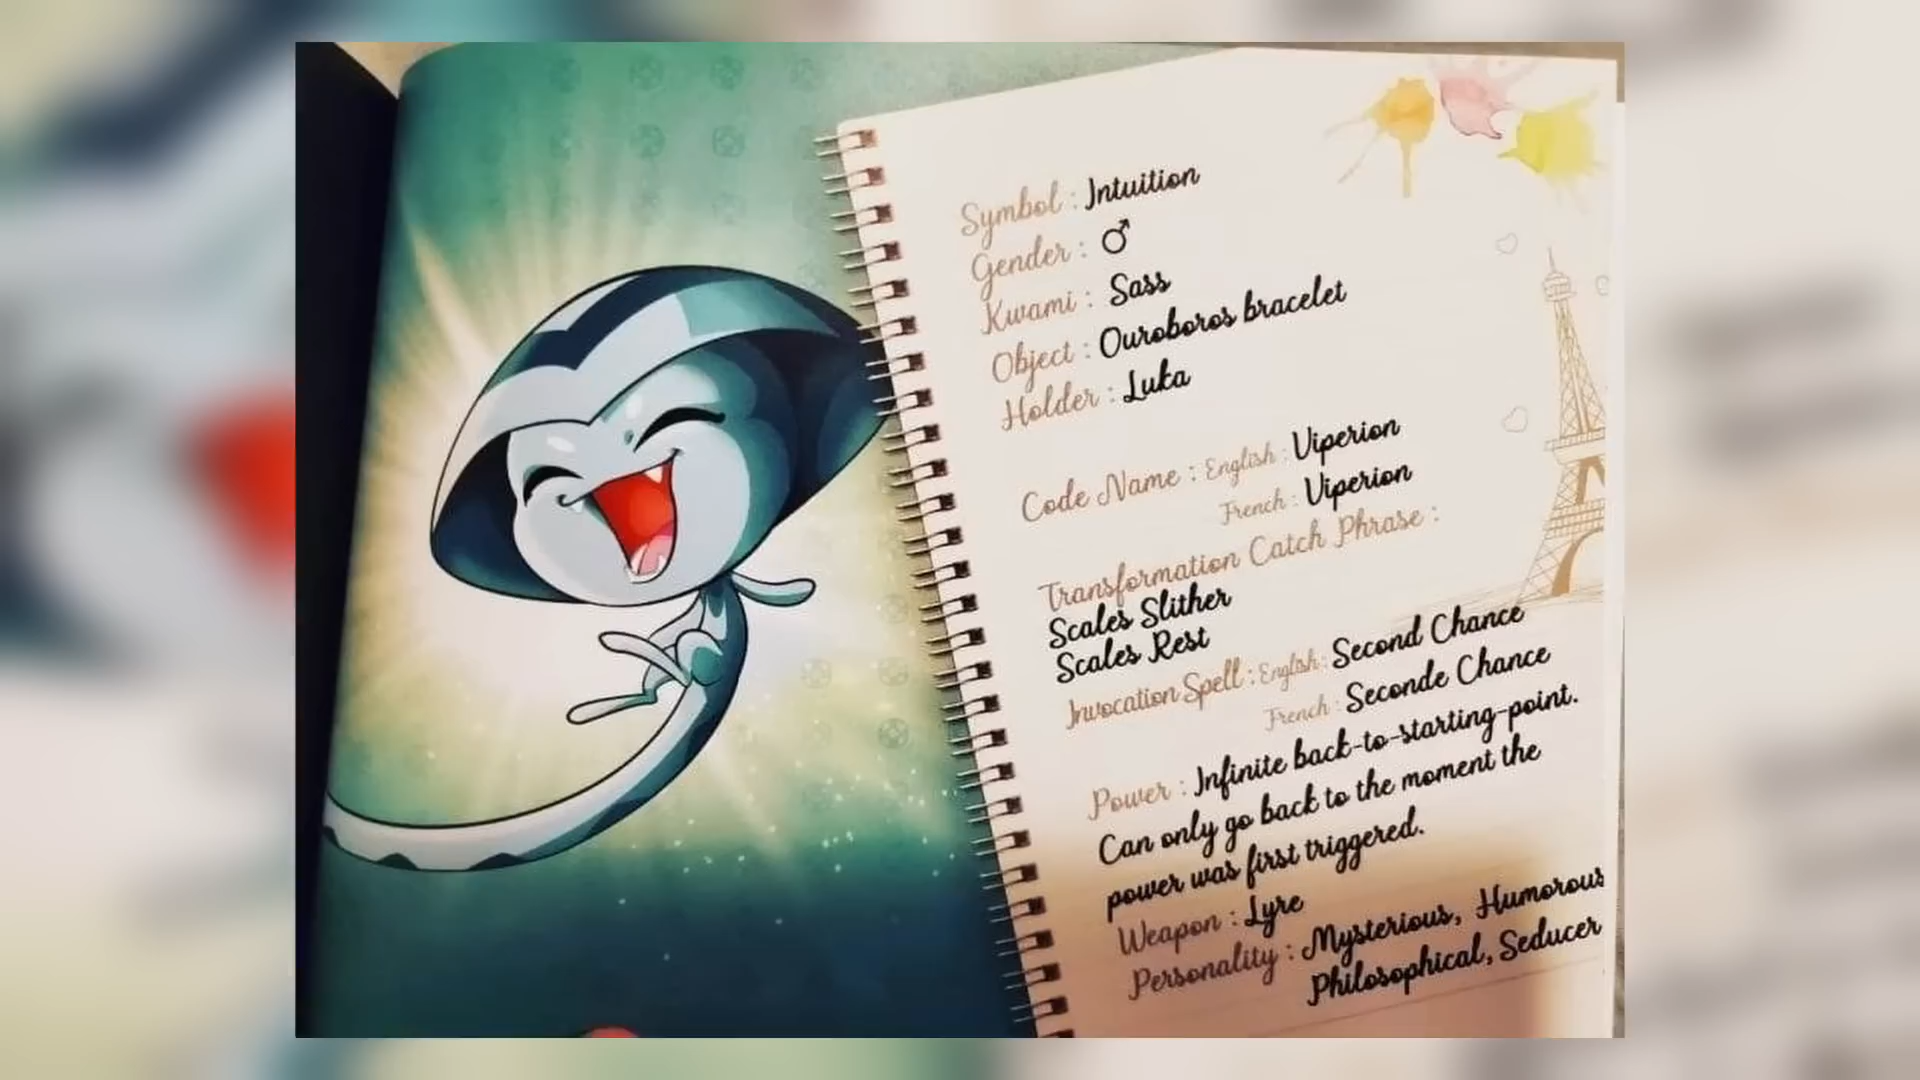 Symbol : Intuition
Gender : ♂
Kwami : Sass
Object : Ouroboros bracelet
Holder : Luka
Code Name : English : Viperion
French : Viperion
Transformation Catch Phrase :
Scales Slither
Scales Rest
Invocation Spell : English : Second Chance
French : Seconde Chance
Power : Infinite back-to-starting-point.
Can only go back to the moment the
power was first triggered.
Weapon : Lyre
Personality : Mysterious, Humorous
Philosophical, Seducer